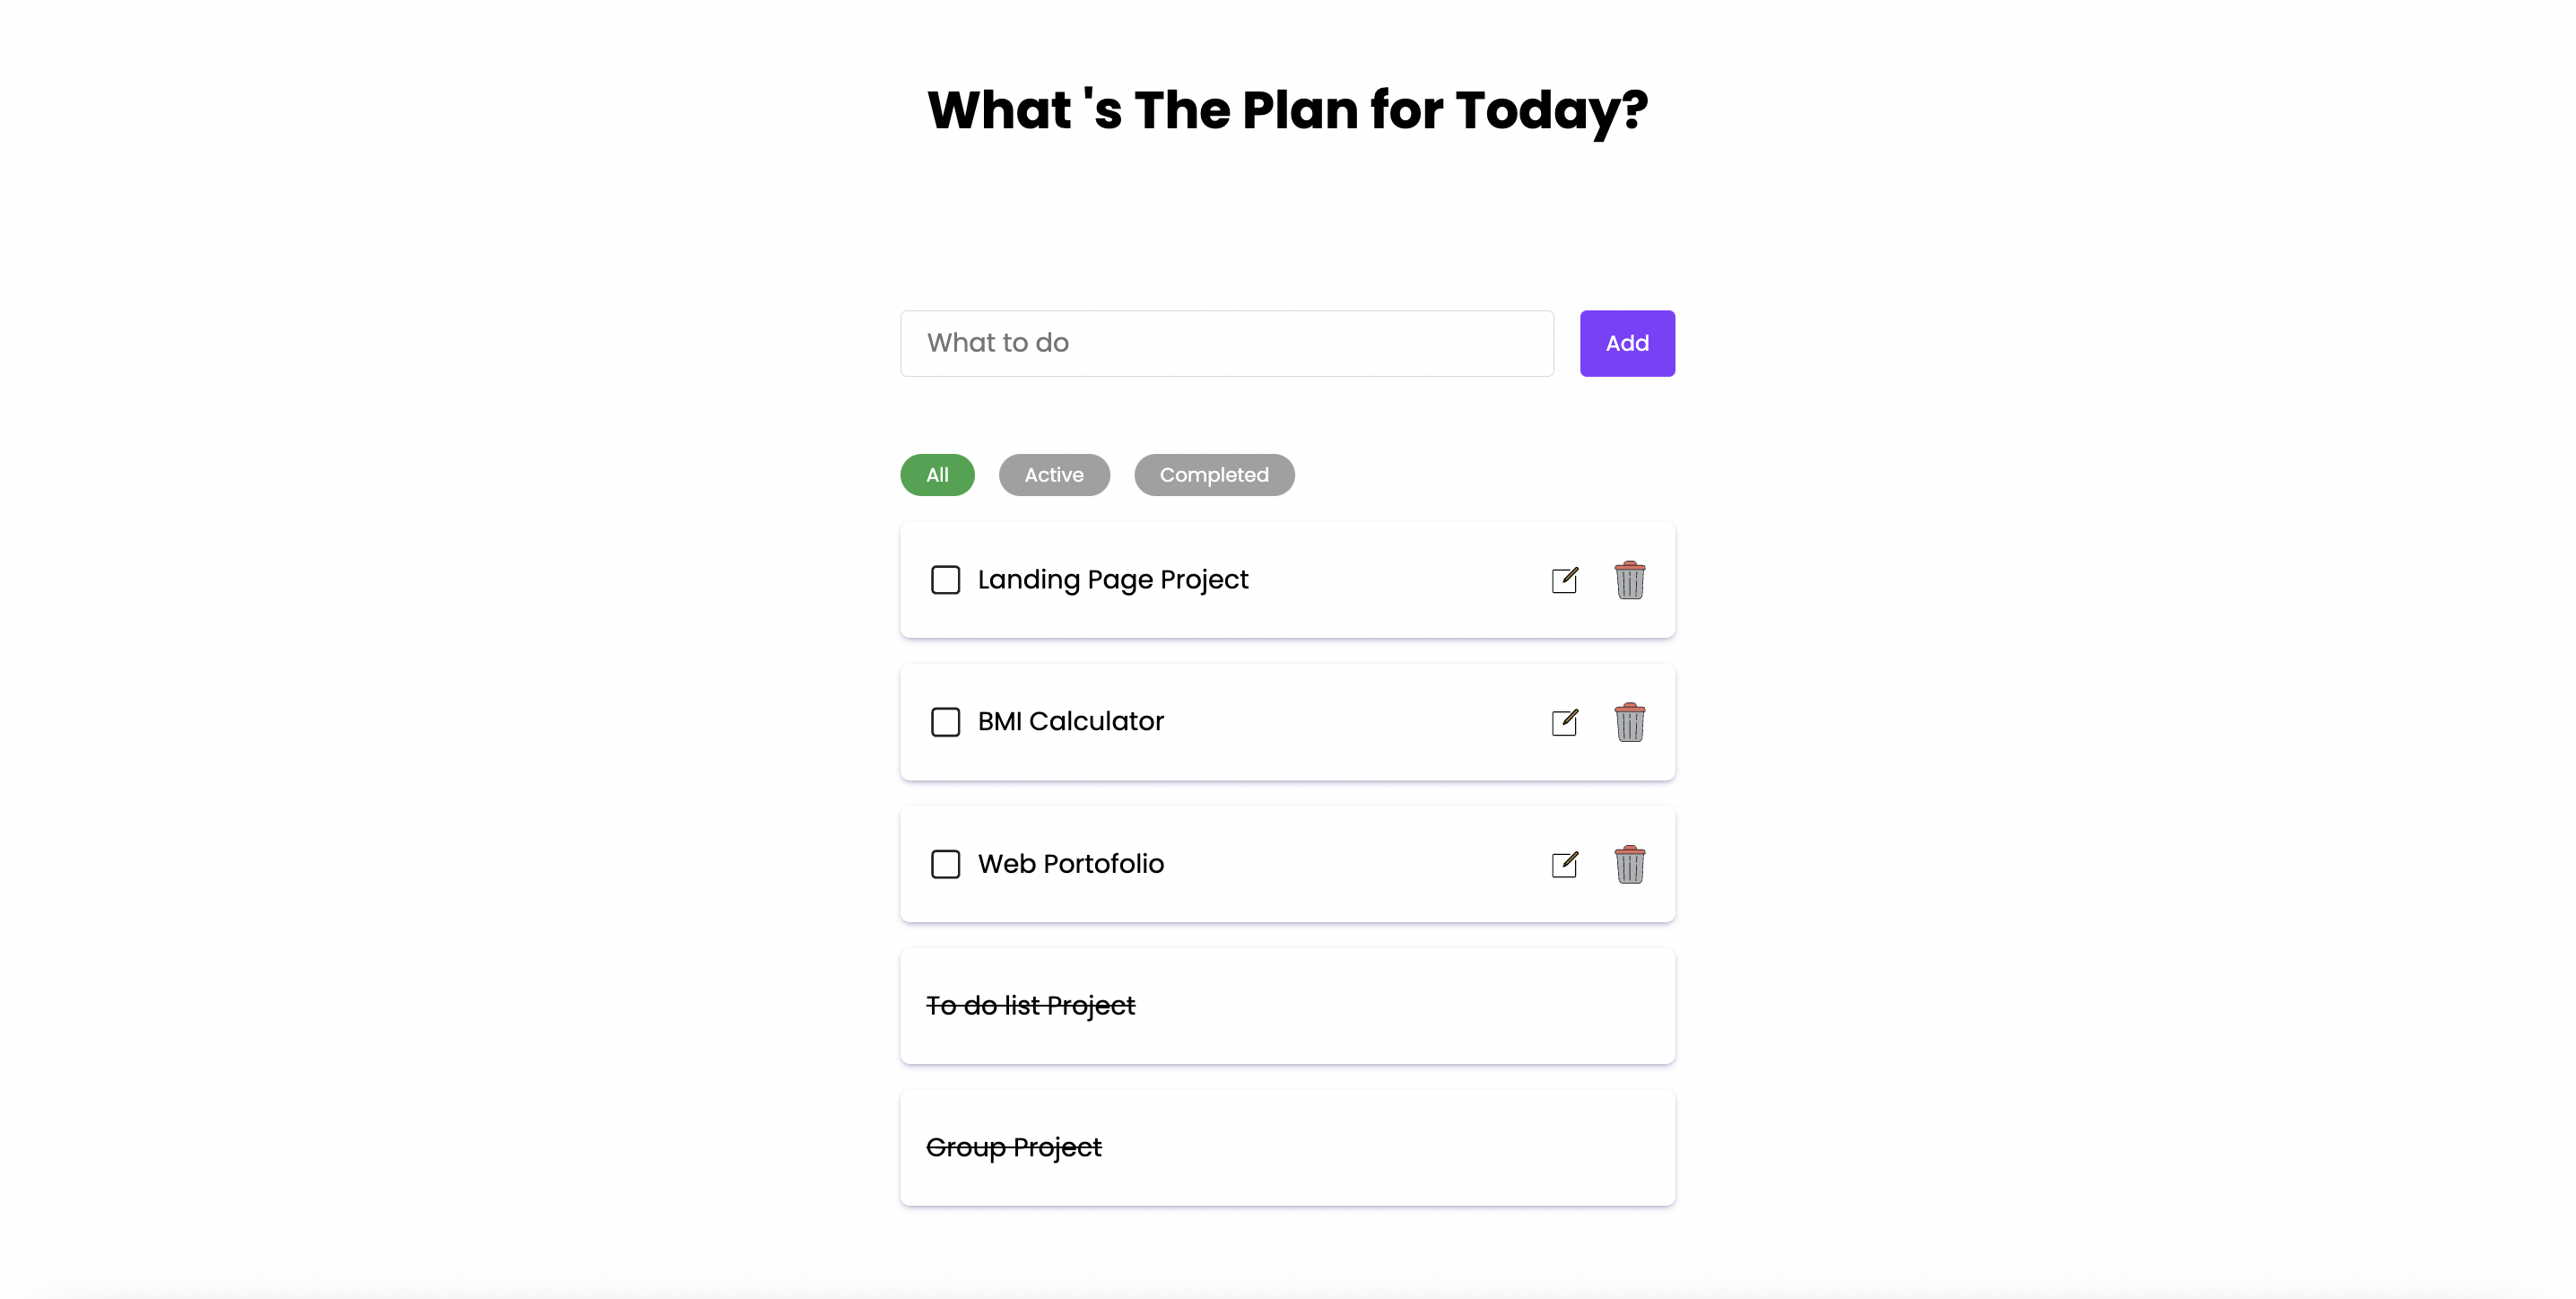 What 's The Plan for Today?
What to do
Add
All
Active
Completed
Landing Page Project
BMI Calculator
Web Portofolio
To do list Project
Group Project